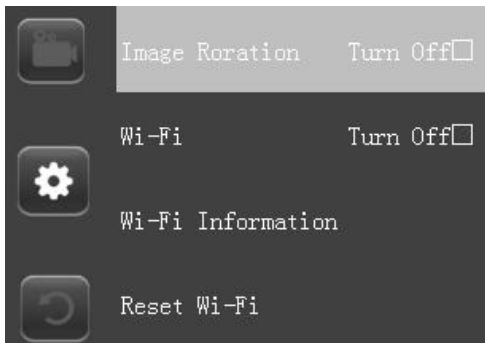 Image Roration Turn Off□
Wi-Fi Turn Off□
Wi-Fi Information
Reset Wi-Fi